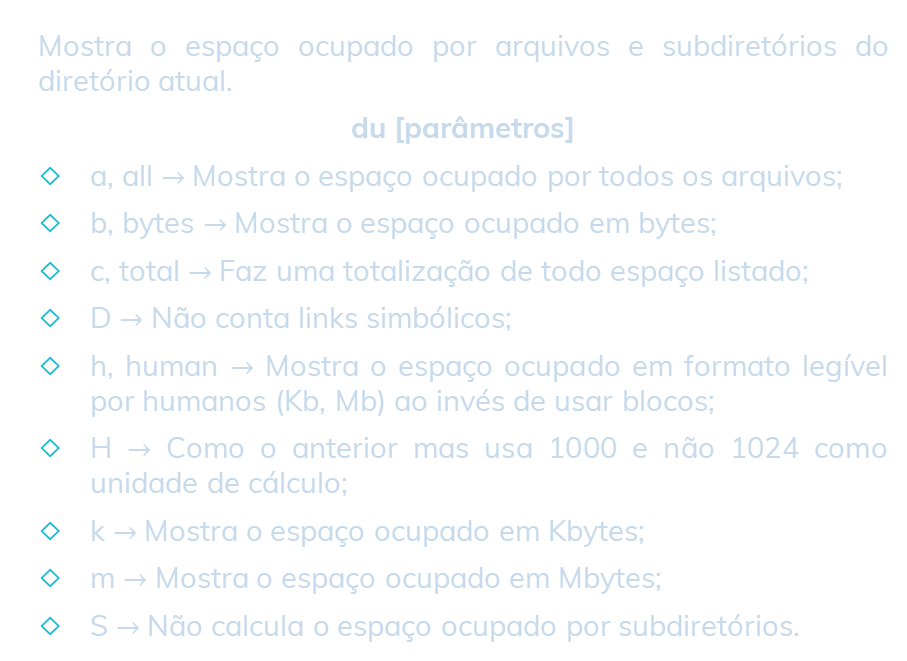 Mostra o espaço ocupado por arquivos e subdiretórios do
diretório atual.
du [parâmetros]
a, all → Mostra o espaço ocupado por todos os arquivos;
b, bytes → Mostra o espaço ocupado em bytes;
c, total → Faz uma totalização de todo espaço listado;
D → Não conta links simbólicos;
h, human → Mostra o espaço ocupado em formato legível
por humanos (Kb, Mb) ao invés de usar blocos;
H → Como o anterior mas usa 1000 e não 1024 como
unidade de cálculo;
k → Mostra o espaço ocupado em Kbytes;
m → Mostra o espaço ocupado em Mbytes;
S → Não calcula o espaço ocupado por subdiretórios.